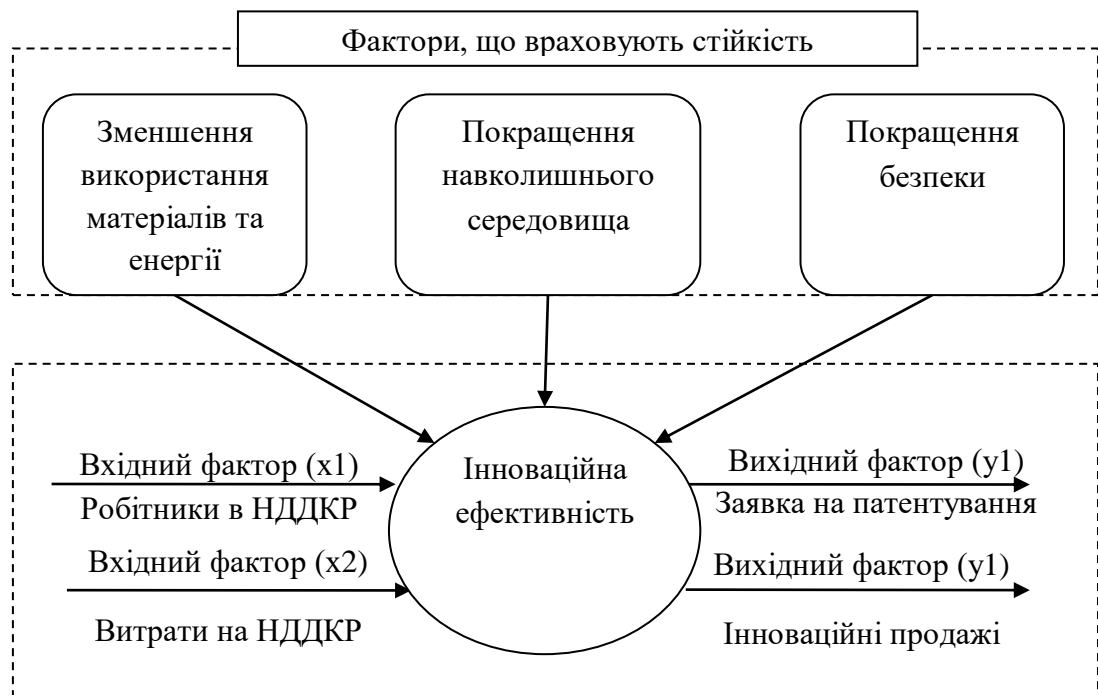 Фактори, що враховують стійкість
Зменшення
використання
матеріалів та
енергії
Покращення
навколишнього
середовища
Покращення
безпеки
Вхідний фактор (x1)
Робітники в НДДКР
Вхідний фактор (x2)
Витрати на НДДКР
Інноваційна
ефективність
Вихідний фактор (y1)
Заявка на патентування
Вихідний фактор (y1)
Інноваційні продажі